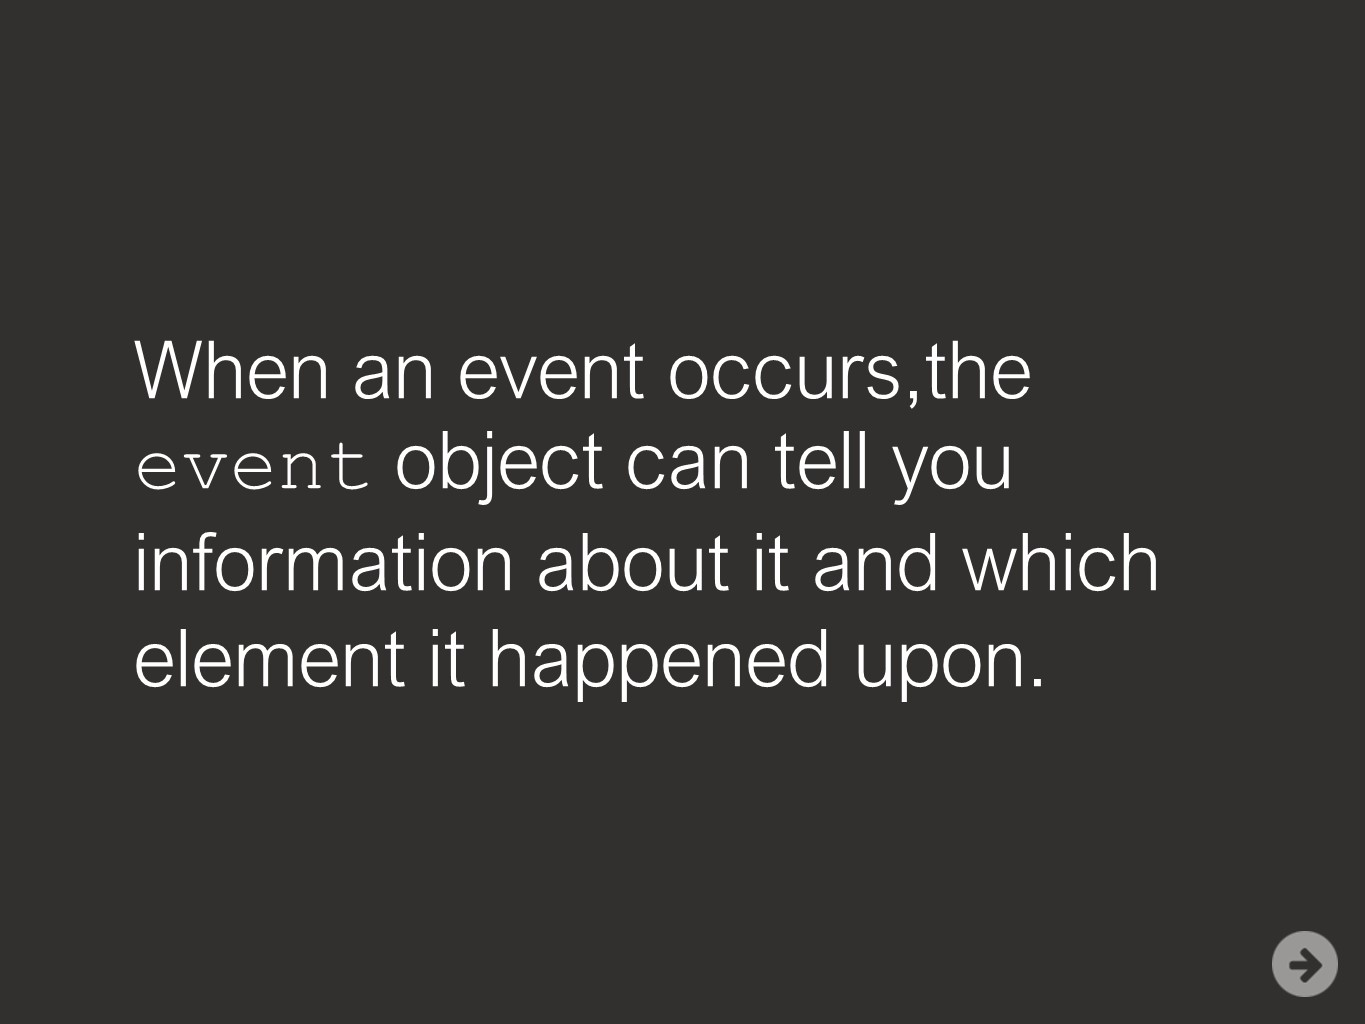 When an event occurs,the
event object can tell you
information about it and which
element it happened upon.